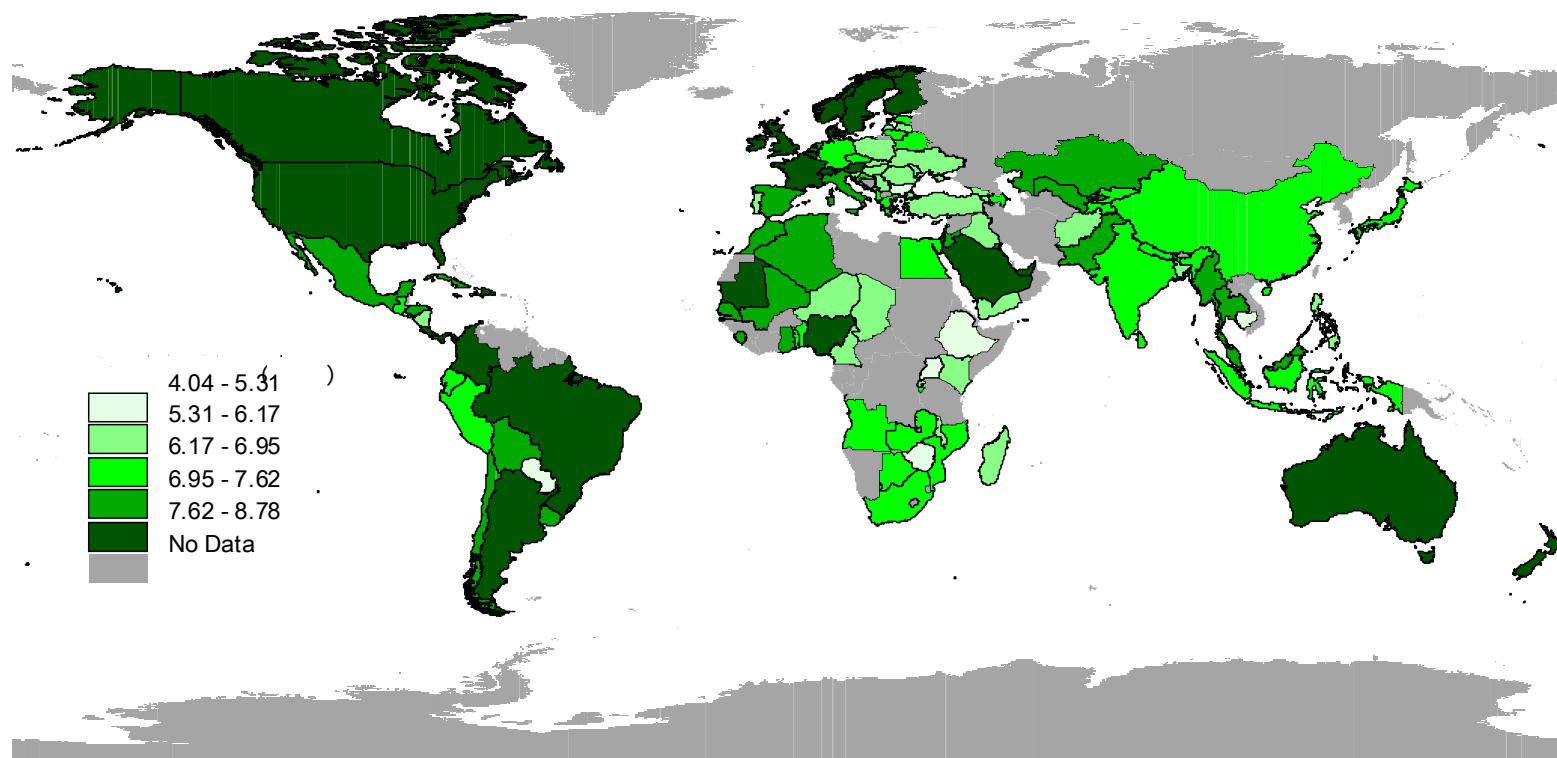 ( )
4.04 - 5.31
5.31 - 6.17
6.17 - 6.95
6.95 - 7.62
7.62 - 8.78
No Data